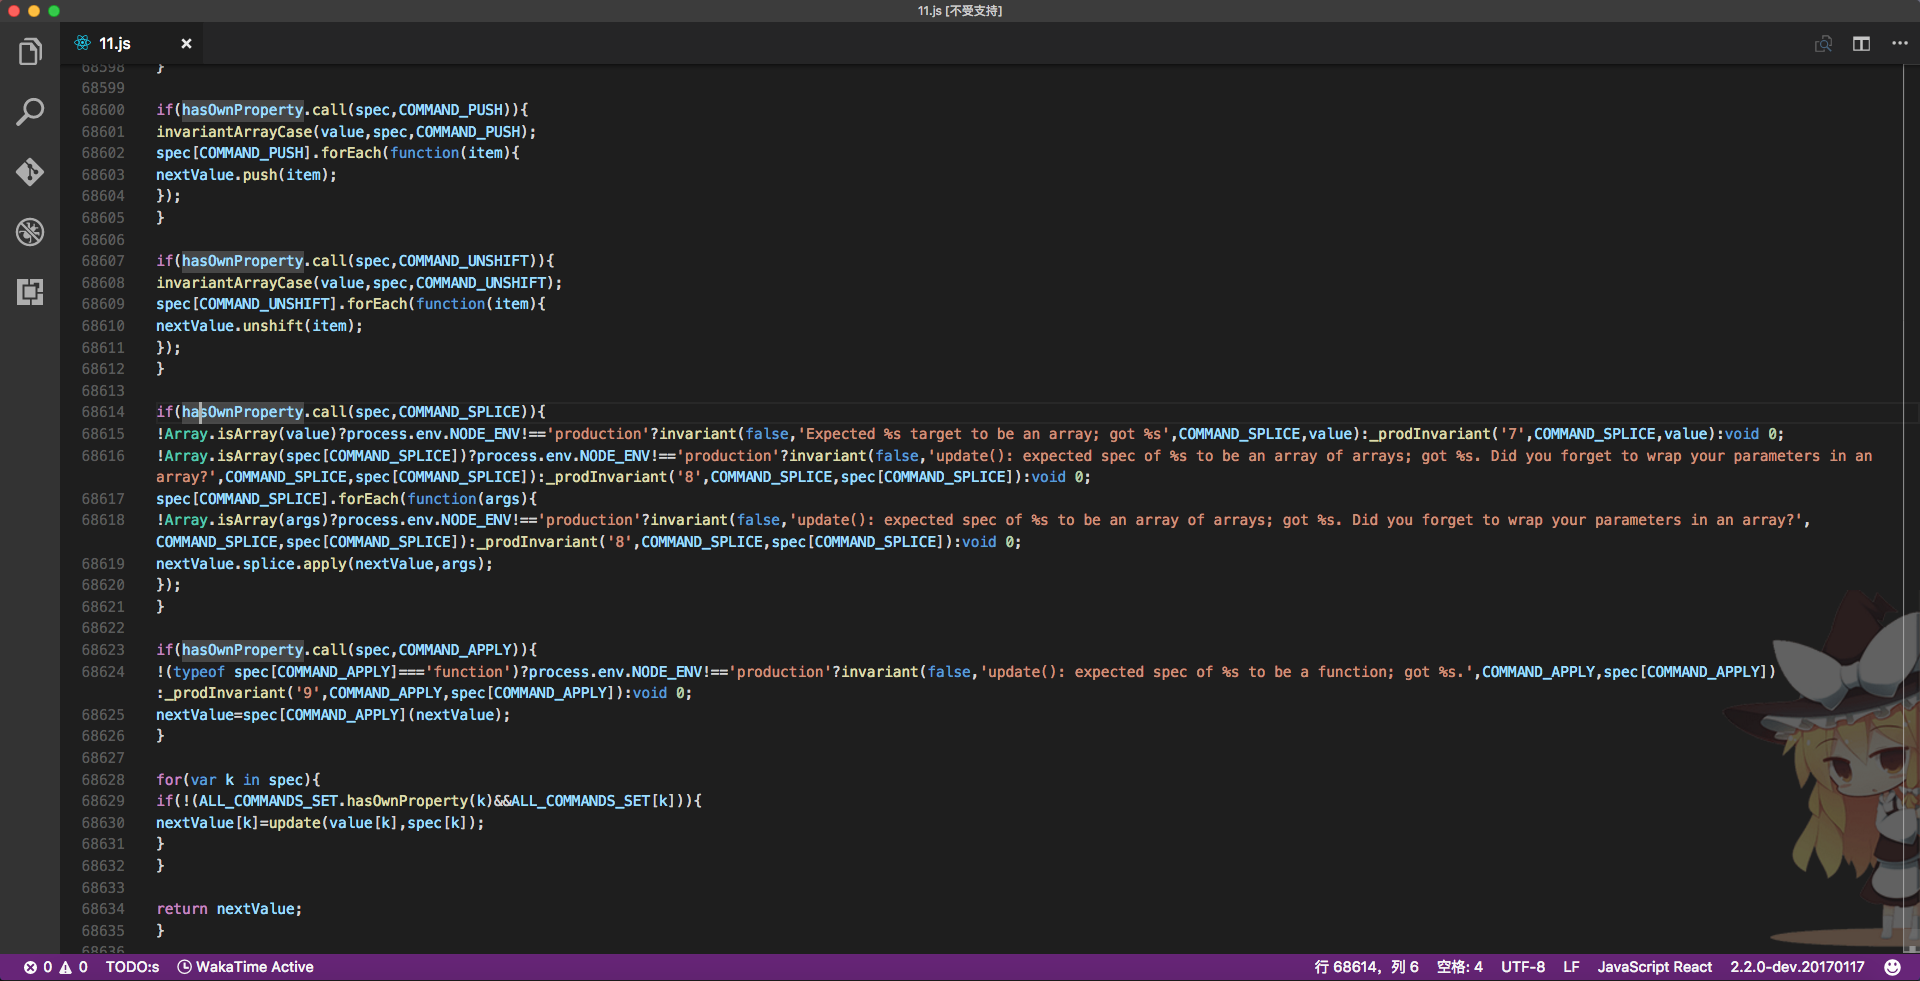 11.js [不受支持]
11.js
68598 }
68599
68600 if(hasOwnProperty.call(spec,COMMAND_PUSH)){
68601 invariantArrayCase(value,spec,COMMAND_PUSH);
68602 spec[COMMAND_PUSH].forEach(function(item){
68603 nextValue.push(item);
68604 });
68605 }
68606
68607 if(hasOwnProperty.call(spec,COMMAND_UNSHIFT)){
68608 invariantArrayCase(value,spec,COMMAND_UNSHIFT);
68609 spec[COMMAND_UNSHIFT].forEach(function(item){
68610 nextValue.unshift(item);
68611 });
68612 }
68613
68614 if(hasOwnProperty.call(spec,COMMAND_SPLICE)){
68615 !Array.isArray(value)?process.env.NODE_ENV!=='production'?invariant(false,'Expected %s target to be an array; got %s',COMMAND_SPLICE,value):_prodInvariant('7',COMMAND_SPLICE,value):void 0;
68616 !Array.isArray(spec[COMMAND_SPLICE])?process.env.NODE_ENV!=='production'?invariant(false,'update(): expected spec of %s to be an array of arrays; got %s. Did you forget to wrap your parameters in an
array?',COMMAND_SPLICE,spec[COMMAND_SPLICE]):_prodInvariant('8',COMMAND_SPLICE,spec[COMMAND_SPLICE]):void 0;
68617 spec[COMMAND_SPLICE].forEach(function(args){
68618 !Array.isArray(args)?process.env.NODE_ENV!=='production'?invariant(false,'update(): expected spec of %s to be an array of arrays; got %s. Did you forget to wrap your parameters in an array?',
COMMAND_SPLICE,spec[COMMAND_SPLICE]):_prodInvariant('8',COMMAND_SPLICE,spec[COMMAND_SPLICE]):void 0;
68619 nextValue.splice.apply(nextValue,args);
68620 });
68621 }
68622
68623 if(hasOwnProperty.call(spec,COMMAND_APPLY)){
68624 !(typeof spec[COMMAND_APPLY]==='function')?process.env.NODE_ENV!=='production'?invariant(false,'update(): expected spec of %s to be a function; got %s.',COMMAND_APPLY,spec[COMMAND_APPLY])
:_prodInvariant('9',COMMAND_APPLY,spec[COMMAND_APPLY]):void 0;
68625 nextValue=spec[COMMAND_APPLY](nextValue);
68626 }
68627
68628 for(var k in spec){
68629 if(!(ALL_COMMANDS_SET.hasOwnProperty(k)&&ALL_COMMANDS_SET[k])){
68630 nextValue[k]=update(value[k],spec[k]);
68631 }
68632 }
68633
68634 return nextValue;
68635 }
68636
0 0 TODO:s WakaTime Active 行 68614，列 6 空格: 4 UTF-8 LF JavaScript React 2.2.0-dev.20170117